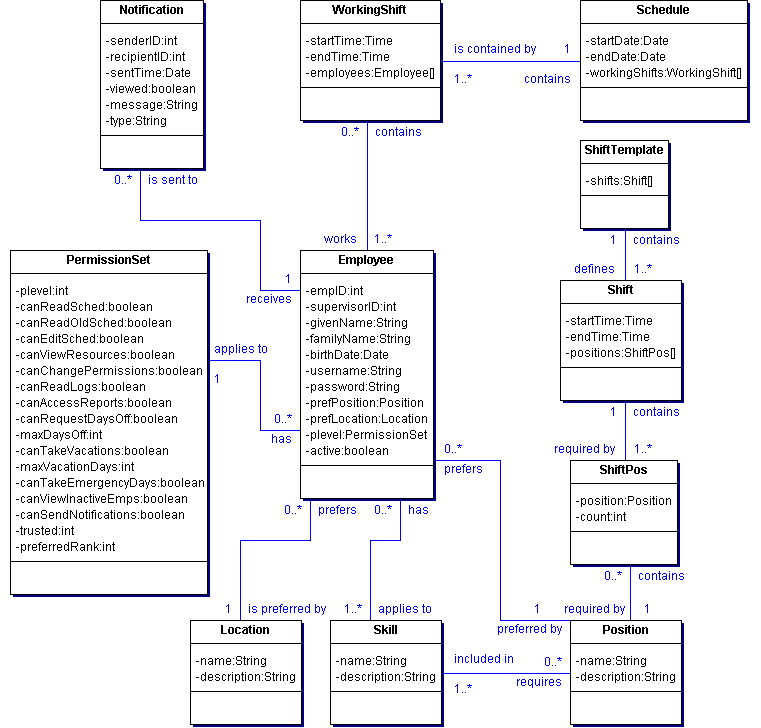 Notification
-senderID:int
-recipientID:int
-sentTime:Date
-viewed:boolean
-message:String
-type:String
WorkingShift
-startTime:Time
-endTime:Time
-employees:Employee[]
is contained by 1
1..* contains
Schedule
-startDate:Date
-endDate:Date
-workingShifts:WorkingShift[]
0..* is sent to
0..* contains
works 1..*
1
receives
ShiftTemplate
-shifts:Shift[]
1 contains
defines 1..*
PermissionSet
-plevel:int
-canReadSched:boolean
-canReadOldSched:boolean
-canEditSched:boolean
-canViewResources:boolean
-canChangePermissions:boolean
-canReadLogs:boolean
-canAccessReports:boolean
-canRequestDaysOff:boolean
-maxDaysOff:int
-canTakeVacations:boolean
-maxVacationDays:int
-canTakeEmergencyDays:boolean
-canViewInactiveEmps:boolean
-canSendNotifications:boolean
-trusted:int
-preferredRank:int
applies to
1
0..*
has
Employee
-empID:int
-supervisorID:int
-givenName:String
-familyName:String
-birthDate:Date
-username:String
-password:String
-prefPosition:Position
-prefLocation:Location
-plevel:PermissionSet
-active:boolean
Shift
-startTime:Time
-endTime:Time
-positions:ShiftPos[]
1 contains
required by 1..*
0..*
prefers
ShiftPos
-position:Position
-count:int
0..* prefers
0..* has
0..* contains
1 is preferred by
1..* applies to
1
preferred by
required by 1
Location
-name:String
-description:String
Skill
-name:String
-description:String
included in 0..*
1..* requires
Position
-name:String
-description:String